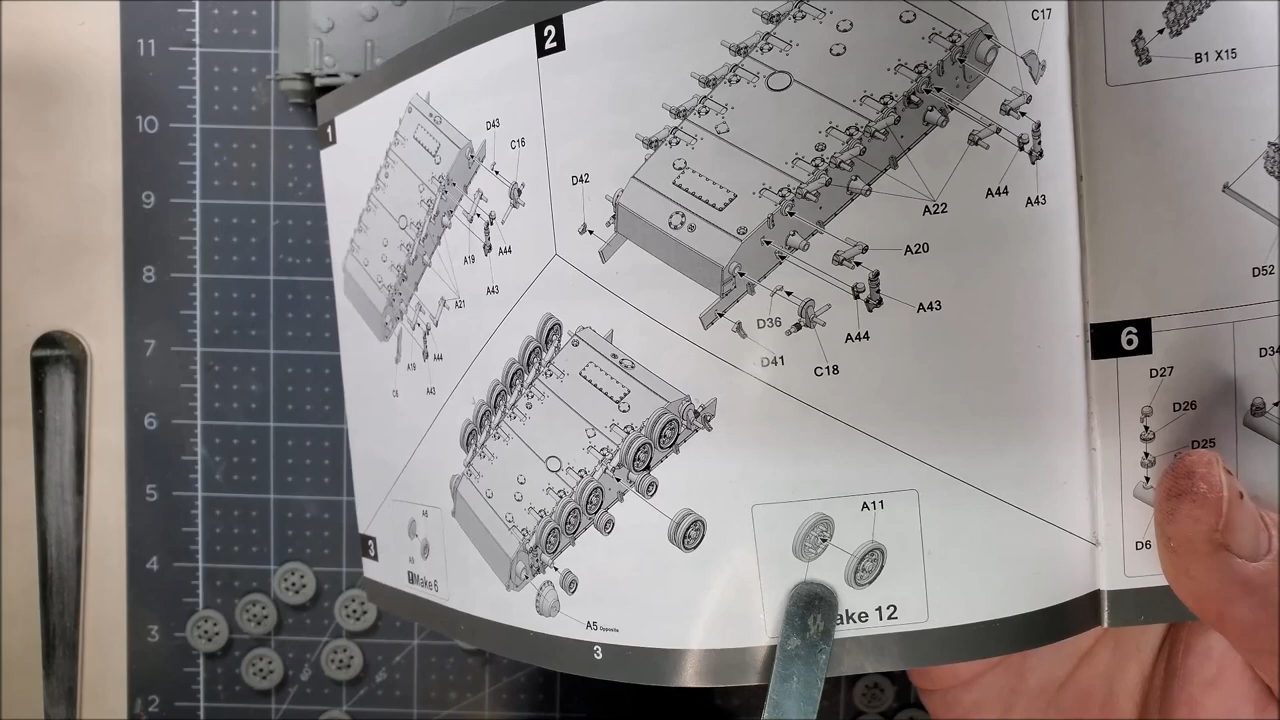 11
10
9
8
7
6
5
4
3
2
60°
45°
1
D43
C16
A19
A44
A43
A21
A19
A44
C6
A43
2
C17
D42
A22
A44
A43
A20
A43
D36
A44
D41
C18
3
A6
Make 6
A5 Opposite
A11
ake 12
3
B1 X15
D52
6
D27
D26
D25
D6